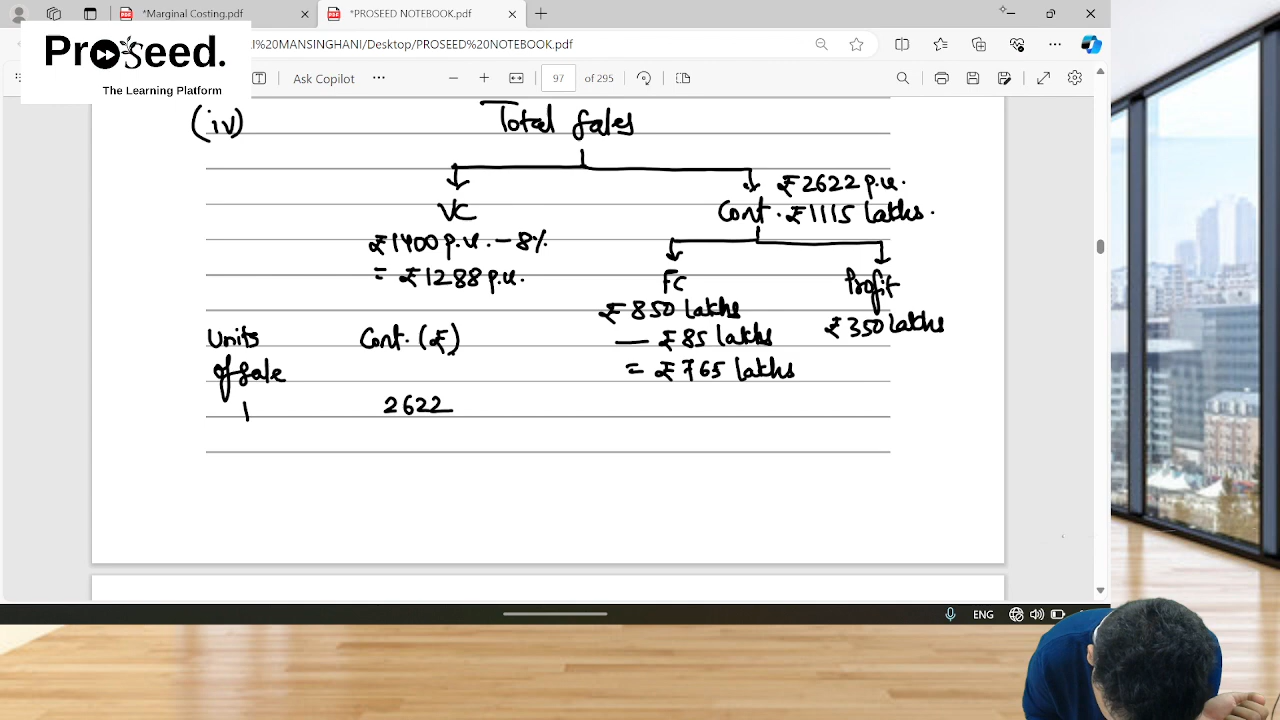 *Marginal Costing.pdf
*PROSEED NOTEBOOK.pdf
Proseed.
The Learning Platform
I%20MANSINGHANI/Desktop/PROSEED%20NOTEBOOK.pdf
Ask Copilot
97 of 295
(iv) Total Sales
₹2622 p.u.
VC Cont. ₹1115 lakhs.
₹1400 p.u. - 8%
= ₹1288 p.u.
FC Profit
₹850 lakhs ₹350 lakhs
— ₹85 lakhs
= ₹765 lakhs
Units Cont. (₹)
of Sale
1 2622
ENG